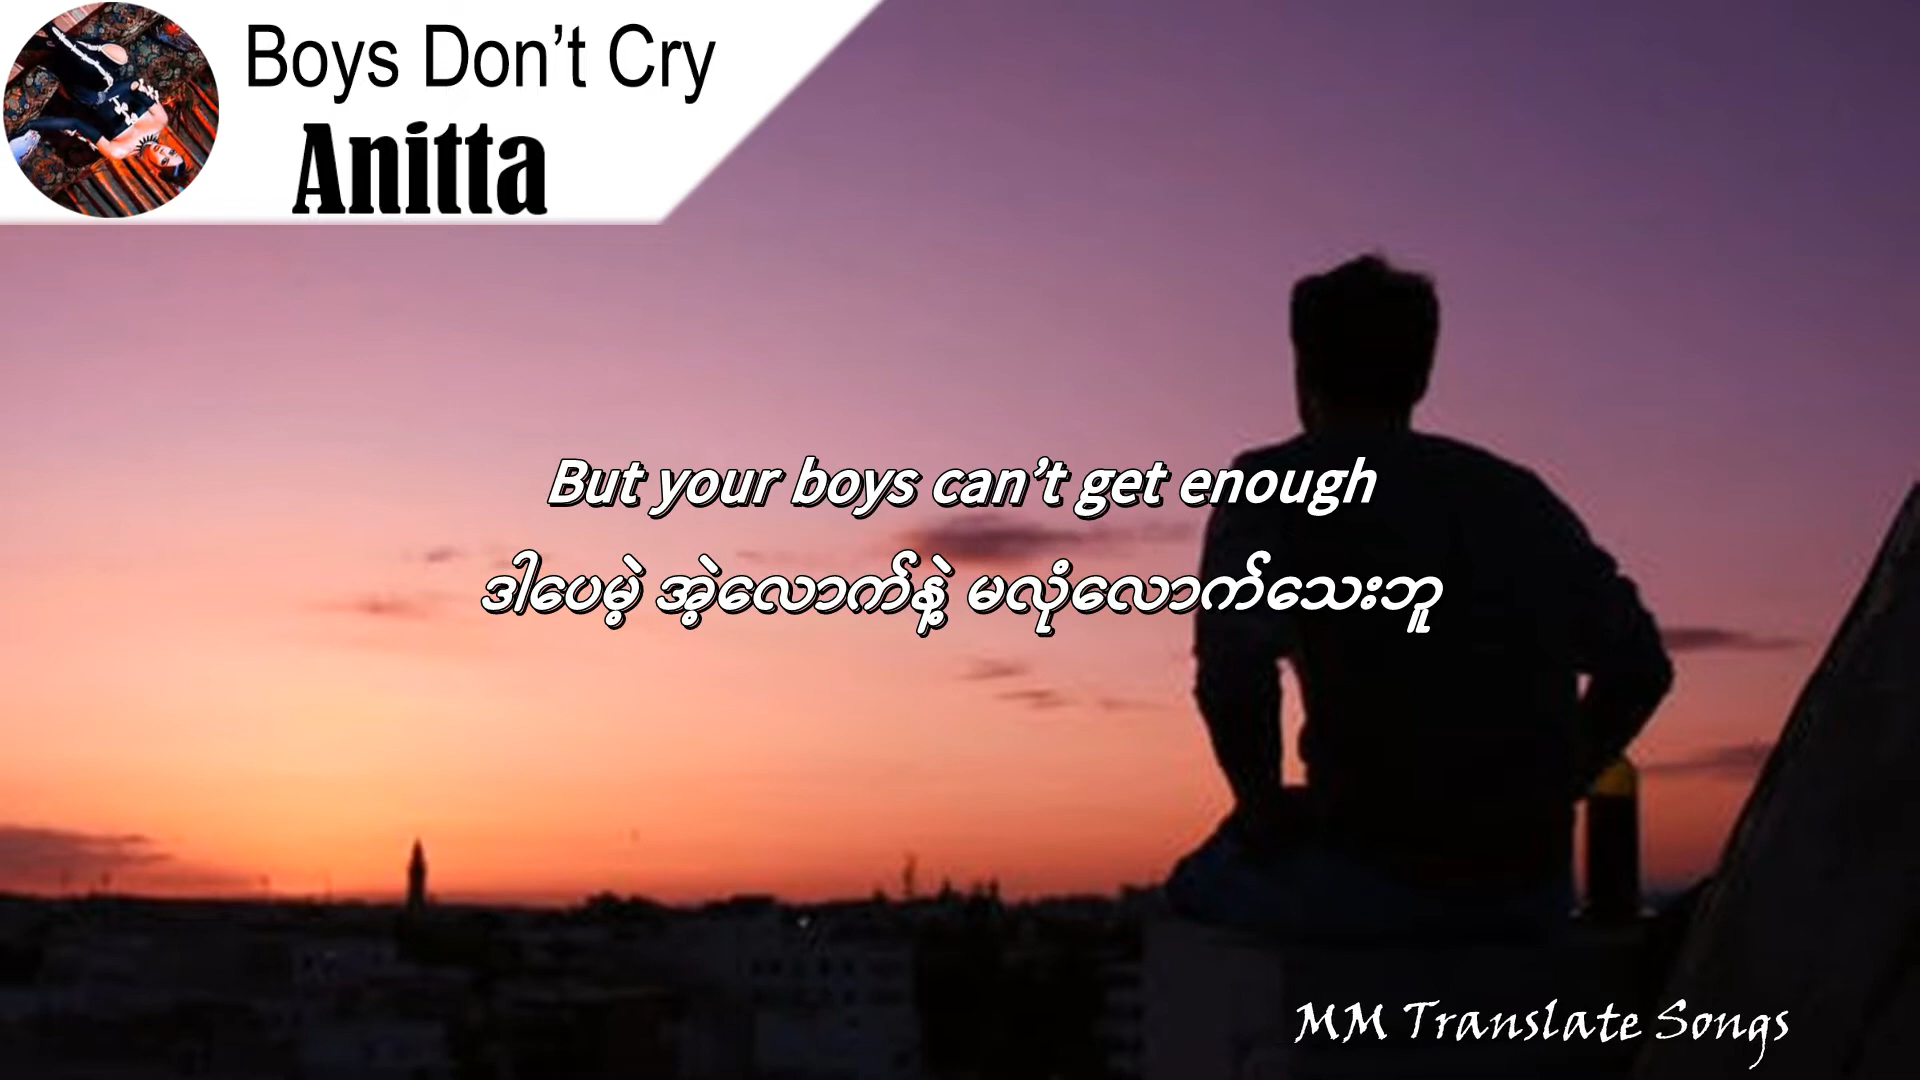 Boys Don’t Cry
Anitta
But your boys can’t get enough
ဒါပေမဲ့ အဲ့လောက်နဲ့ မလုံလောက်သေးဘူ
MM Translate Songs